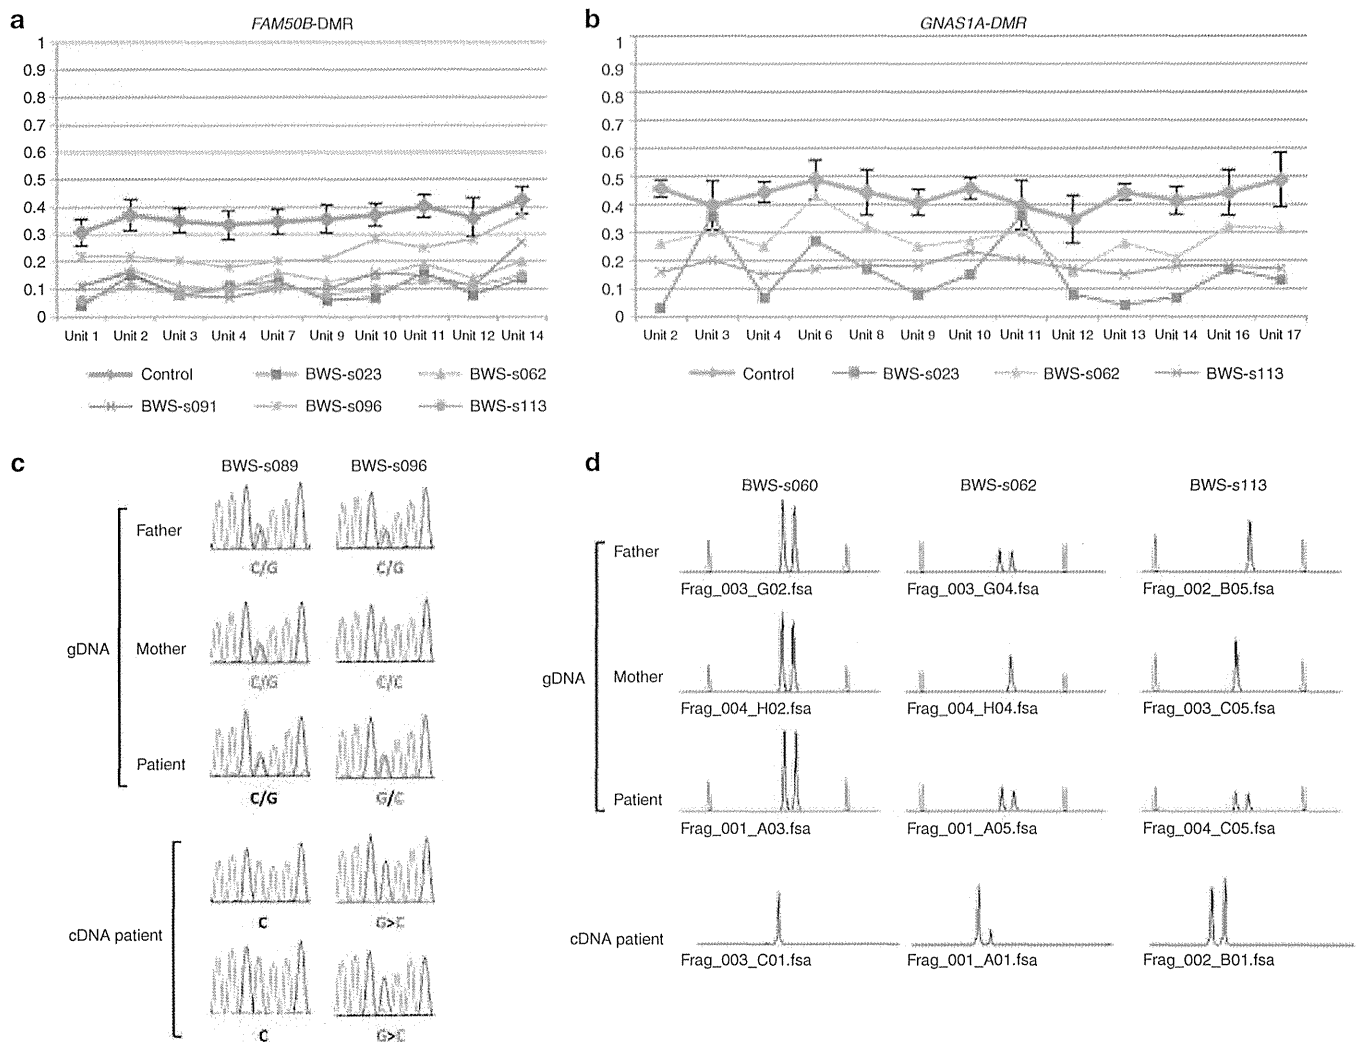 a
FAM50B-DMR
1
0.9
0.8
0.7
0.6
0.5
0.4
0.3
0.2
0.1
0
Unit 1 Unit 2 Unit 3 Unit 4 Unit 7 Unit 9 Unit 10 Unit 11 Unit 12 Unit 14
Control BWS-s023 BWS-s062
BWS-s091 BWS-s096 BWS-s113
b
GNAS1A-DMR
1
0.9
0.8
0.7
0.6
0.5
0.4
0.3
0.2
0.1
0
Unit 2 Unit 3 Unit 4 Unit 6 Unit 8 Unit 9 Unit 10 Unit 11 Unit 12 Unit 13 Unit 14 Unit 16 Unit 17
Control BWS-s023 BWS-s062 BWS-s113
c
BWS-s089 BWS-s096
Father
C/G C/G
gDNA
Mother
C/G C/C
Patient
C/G G/C
cDNA patient
C G>C
C G>C
d
BWS-s060 BWS-s062 BWS-s113
Father
Frag_003_G02.fsa Frag_003_G04.fsa Frag_002_B05.fsa
gDNA
Mother
Frag_004_H02.fsa Frag_004_H04.fsa Frag_003_C05.fsa
Patient
Frag_001_A03.fsa Frag_001_A05.fsa Frag_004_C05.fsa
cDNA patient
Frag_003_C01.fsa Frag_001_A01.fsa Frag_002_B01.fsa